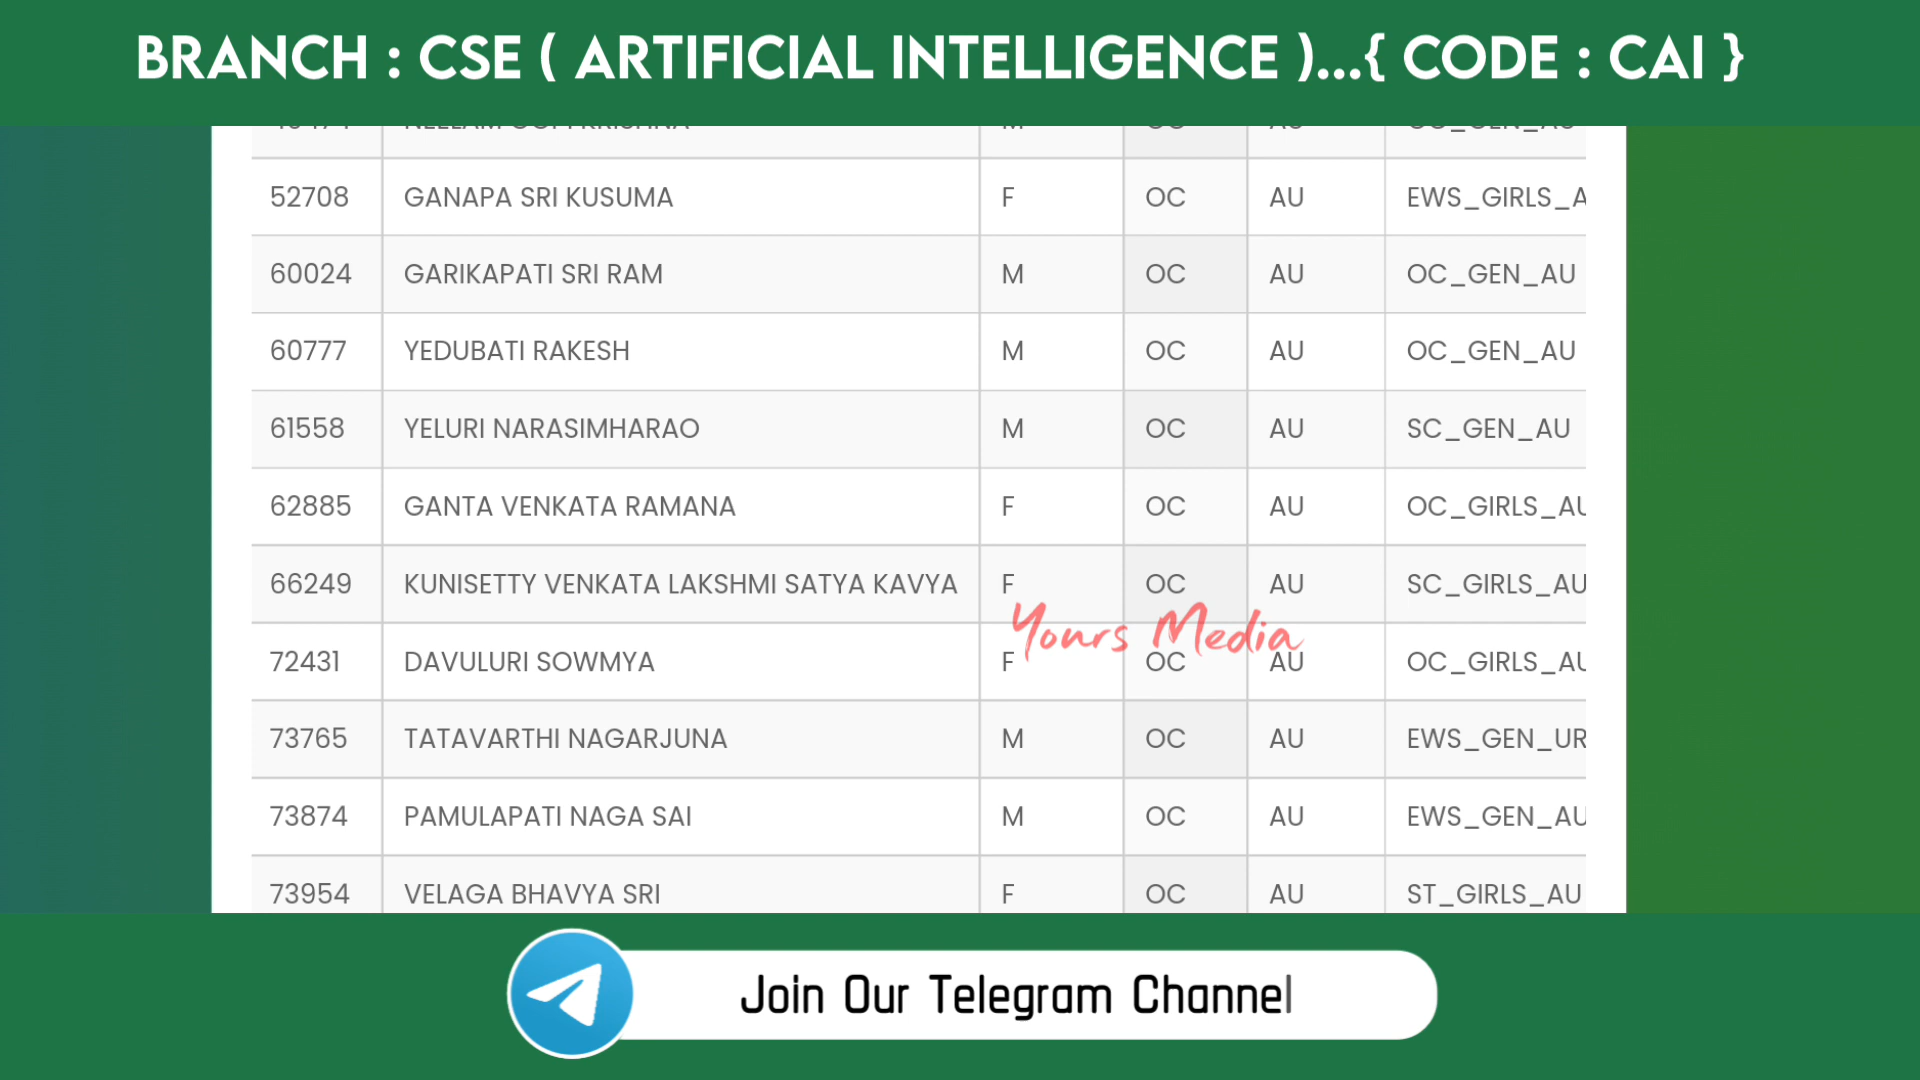 BRANCH : CSE ( ARTIFICIAL INTELLIGENCE )...{ CODE : CAI }
52708 GANAPA SRI KUSUMA F OC AU EWS_GIRLS_A
60024 GARIKAPATI SRI RAM M OC AU OC_GEN_AU
60777 YEDUBATI RAKESH M OC AU OC_GEN_AU
61558 YELURI NARASIMHARAO M OC AU SC_GEN_AU
62885 GANTA VENKATA RAMANA F OC AU OC_GIRLS_AU
66249 KUNISETTY VENKATA LAKSHMI SATYA KAVYA F OC AU SC_GIRLS_AU
Yours Media
72431 DAVULURI SOWMYA F OC AU OC_GIRLS_AU
73765 TATAVARTHI NAGARJUNA M OC AU EWS_GEN_UR
73874 PAMULAPATI NAGA SAI M OC AU EWS_GEN_AU
73954 VELAGA BHAVYA SRI F OC AU ST_GIRLS_AU
Join Our Telegram Channel